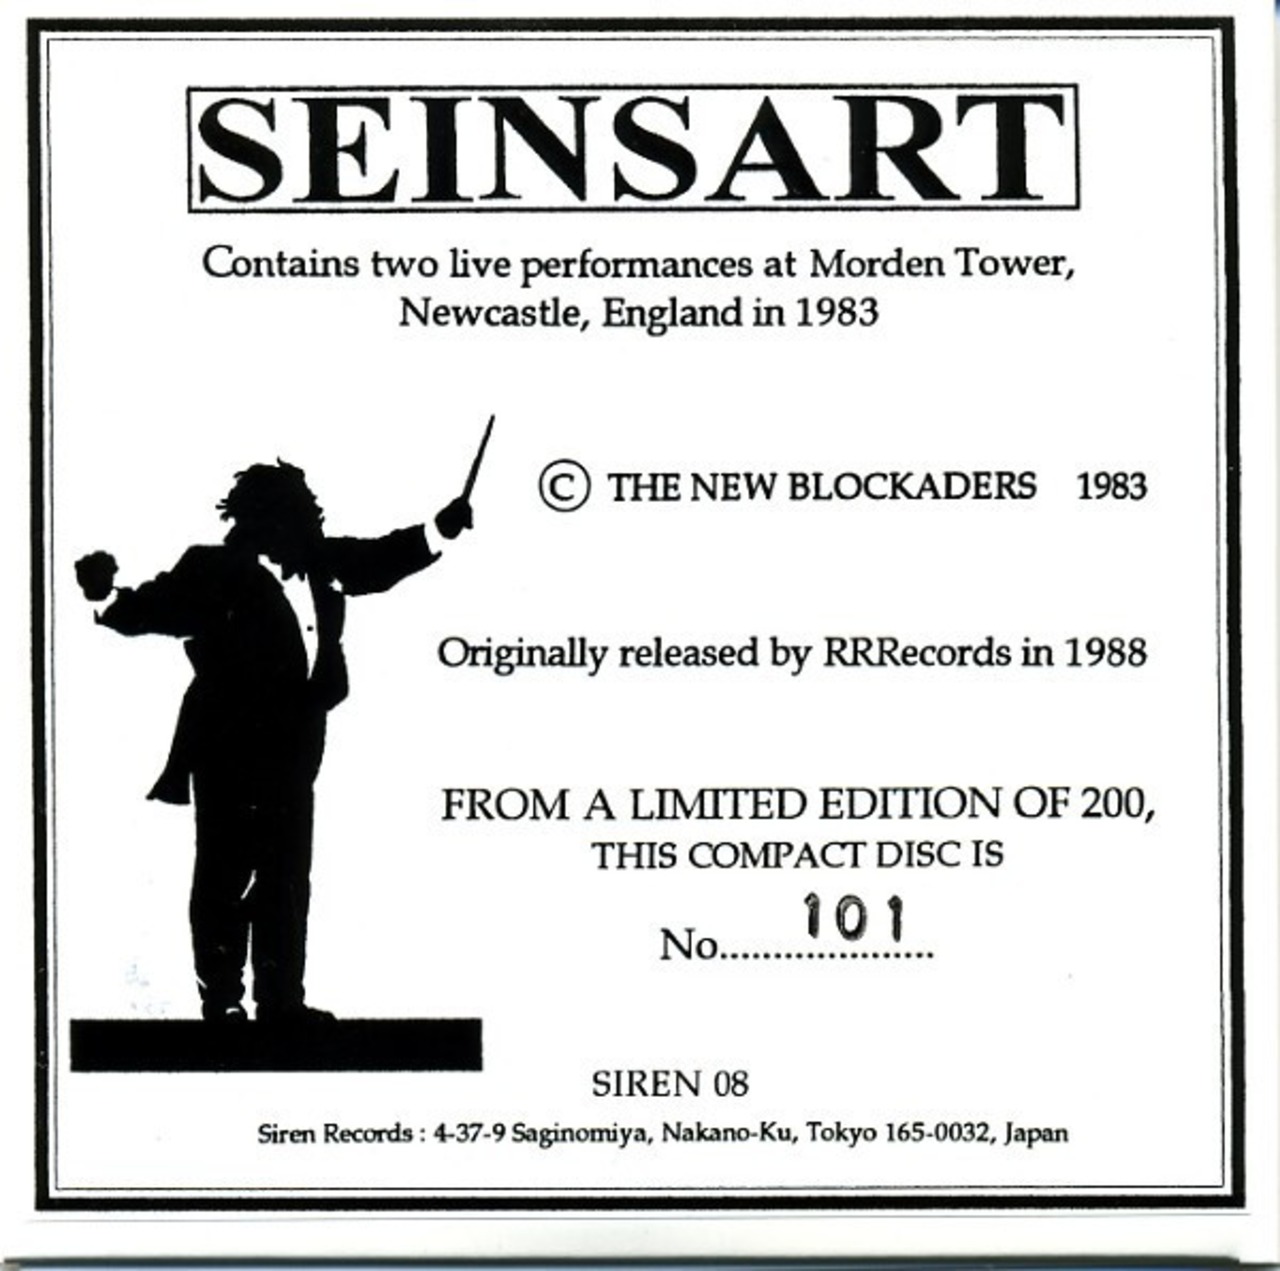 SEINSART
Contains two live performances at Morden Tower,
Newcastle, England in 1983
© THE NEW BLOCKADERS 1983
Originally released by RRRecords in 1988
FROM A LIMITED EDITION OF 200,
THIS COMPACT DISC IS
No.................... 101
SIREN 08
Siren Records : 4-37-9 Saginomiya, Nakano-Ku, Tokyo 165-0032, Japan